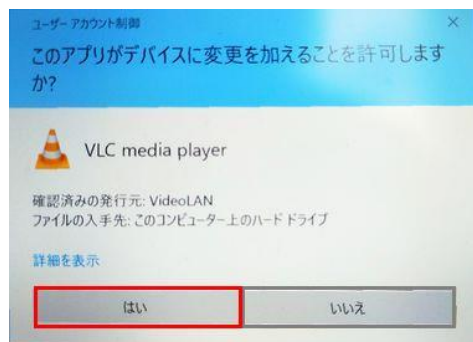 ユーザー アカウント制御
このアプリがデバイスに変更を加えることを許可します
か?
VLC media player
確認済みの発行元: VideoLAN
ファイルの入手先: このコンピューター上のハード ドライブ
詳細を表示
はい
いいえ